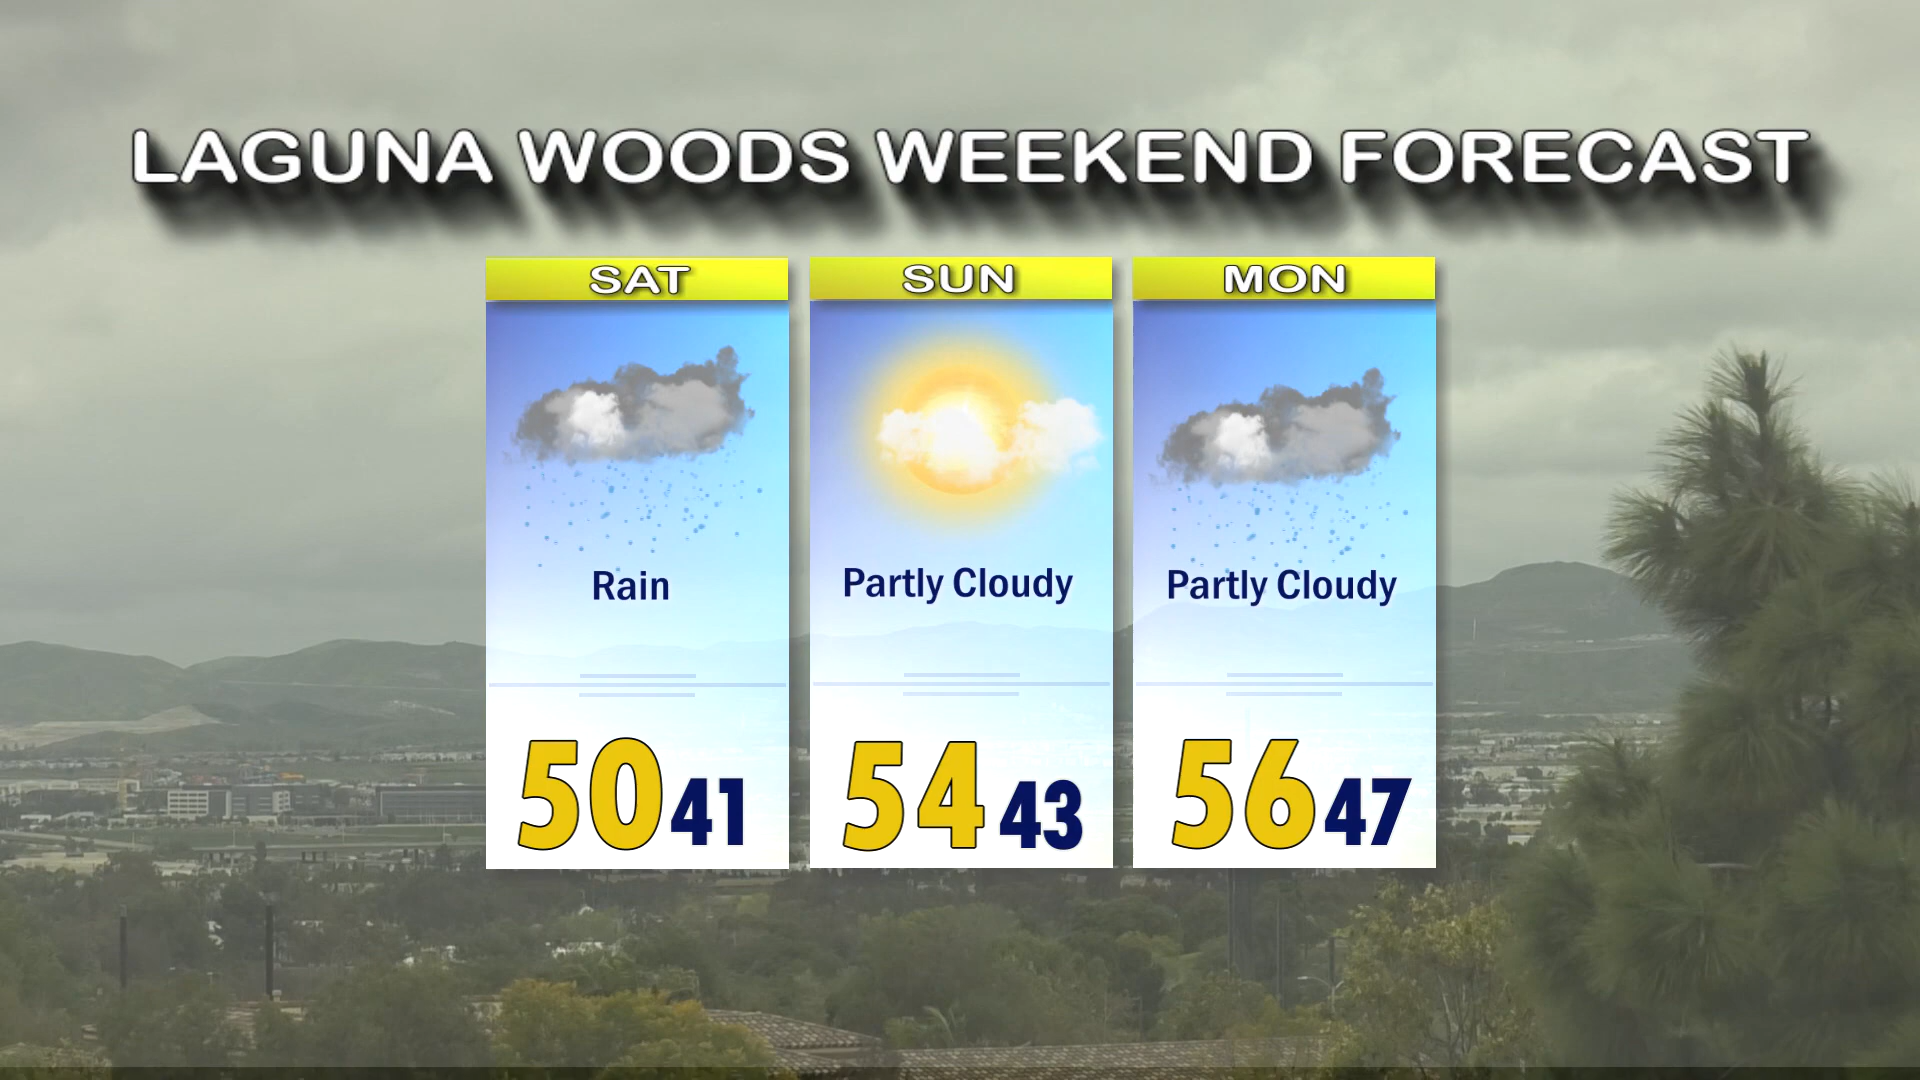 LAGUNA WOODS WEEKEND FORECAST
SAT
Rain
50 41
SUN
Partly Cloudy
54 43
MON
Partly Cloudy
56 47